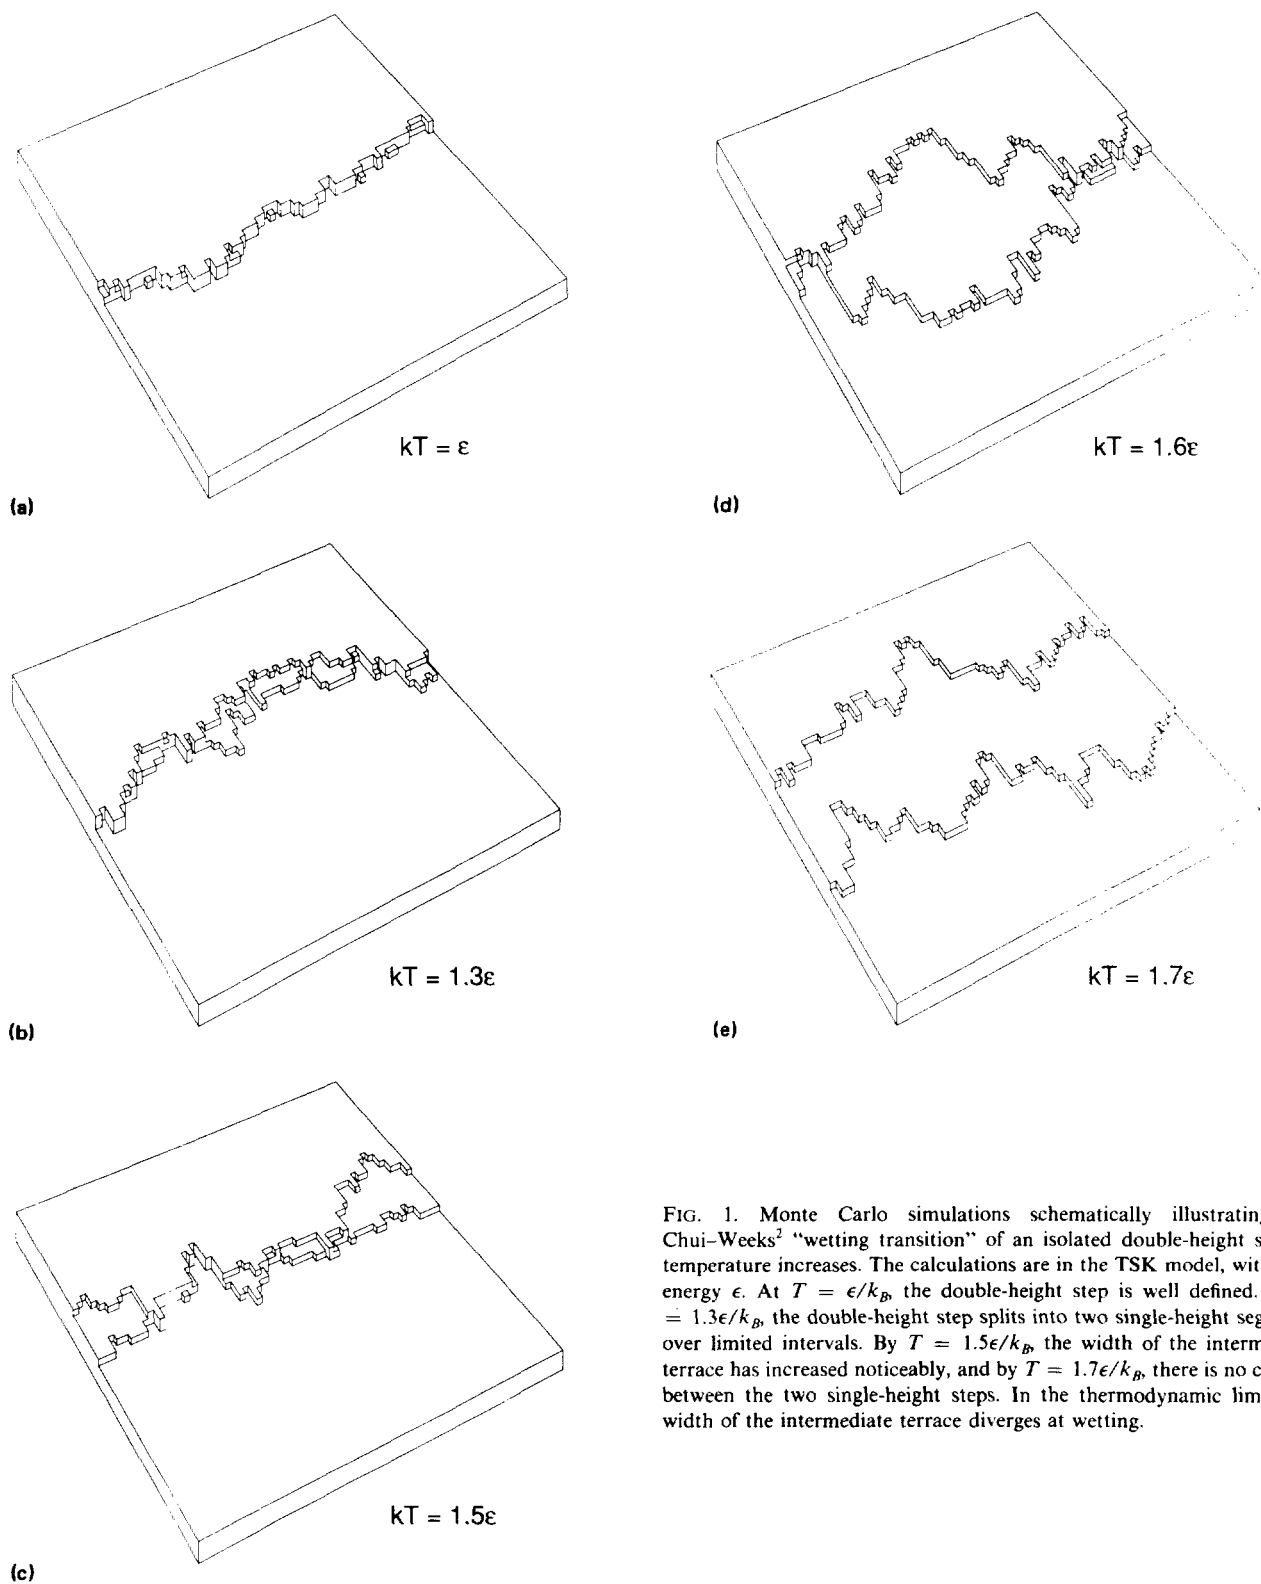 kT = ε
(a)
kT = 1.3ε
(b)
kT = 1.5ε
(c)
kT = 1.6ε
(d)
kT = 1.7ε
(e)
FIG. 1. Monte Carlo simulations schematically illustratin
Chui–Weeks² “wetting transition” of an isolated double-height s
temperature increases. The calculations are in the TSK model, wit
energy ϵ. At T = ϵ/k_B, the double-height step is well defined.
= 1.3ϵ/k_B, the double-height step splits into two single-height seg
over limited intervals. By T = 1.5ϵ/k_B, the width of the interm
terrace has increased noticeably, and by T = 1.7ϵ/k_B, there is no c
between the two single-height steps. In the thermodynamic lim
width of the intermediate terrace diverges at wetting.